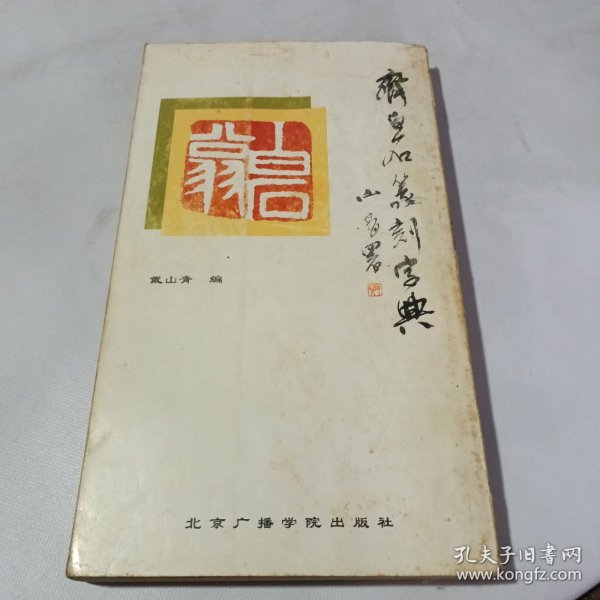 齐白石篆刻字典
山青署
戴山青 编
北京广播学院出版社
孔夫子旧书网
www.kongfz.com